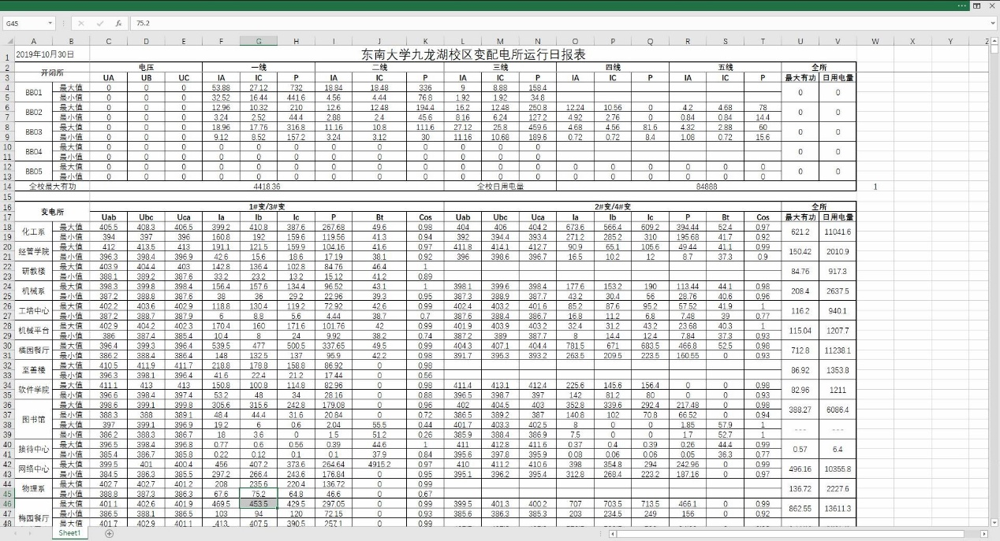 G45 75.2
A B C D E F G H I J K L M N O P Q R S T U V W X Y Z
1 2019年10月30日 东南大学九龙湖校区变配电所运行日报表
2 开闭所 电压 一线 二线 三线 四线 五线 全所
3 UA UB UC IA IC P IA IC P IA IC P IA IC P IA IC P 最大有功 日用电量
4 BB01 最大值 0 0 0 53.88 27.12 732 18.84 18.48 336 9 8.88 158.4 0 0
5 最小值 0 0 0 32.52 16.44 441.6 4.56 4.44 76.8 1.92 1.92 34.8
6 BB02 最大值 0 0 0 12.96 10.32 210 12.6 12.48 194.4 16.2 12.48 250.8 12.24 10.56 0 4.2 4.68 78 0 0
7 最小值 0 0 0 3.24 2.52 44.4 2.88 2.4 45.6 8.16 6.24 127.2 4.92 2.76 0 0.84 0.84 14.4
8 BB03 最大值 0 0 0 18.96 17.76 316.8 11.16 10.8 111.6 27.12 25.8 459.6 4.68 4.56 81.6 4.32 2.88 60 0 0
9 最小值 0 0 0 9.12 8.52 157.2 3.24 3.12 30 11.16 10.68 189.6 0.72 0.72 8.4 1.08 0.72 15.6
10 BB04 最大值 0 0 0 0 0 0 0 0 0 0 0 0 0 0
11 最小值 0 0 0 0 0 0 0 0 0 0 0 0
12 BB05 最大值 0 0 0 0 0 0 0 0 0 0 0 0 0 0 0 0 0 0 0 0
13 最小值 0 0 0 0 0 0 0 0 0 0 0 0 0 0 0 0 0 0
14 全校最大有功 4418.36 全校日用电量 84888 1
15
16 变电所 1#变/3#变 2#变/4#变 全所
17 Uab Ubc Uca Ia Ib Ic P Bt Cos Uab Ubc Uca Ia Ib Ic P Bt Cos 最大有功 日用电量
18 化工系 最大值 405.5 408.3 406.5 399.2 410.8 387.6 267.68 49.6 0.98 404 406 404.2 673.6 566.4 609.2 394.44 52.4 0.97 621.2 11041.6
19 最小值 394 397 396 160.8 192 159.6 119.56 41.3 0.94 392 394.4 393.4 271.2 285.2 310 195.68 41.7 0.92
20 经管学院 最大值 412 413.5 413 191.1 121.5 159.9 104.16 41.6 0.97 411.8 414.1 412.7 90.9 65.1 105.6 49.44 41.1 0.99 150.42 2010.9
21 最小值 396.3 398.4 396.9 42.6 15.6 18.6 17.19 38.1 0.92 396 398.6 396.7 16.5 10.2 12 8.7 37.3 0.9
22 研教楼 最大值 403.9 404.4 403 142.8 136.4 102.8 84.76 46.4 1 84.76 917.3
23 最小值 388.1 389.2 387.6 33.2 23.2 13.2 15.12 41.2 0.89
24 机械系 最大值 398.3 399.8 398.4 156.4 157.6 134.4 96.52 43.1 1 398.1 399.6 398.4 177.6 153.2 190 113.44 44.1 0.98 208.4 2637.5
25 最小值 387.2 388.8 387.6 38 36 29.2 22.96 39.3 0.95 387.3 388.9 387.7 43.2 30.4 56 28.76 40.6 0.96
26 工培中心 最大值 402.2 403.6 402.9 118.8 130.4 119.2 72.92 42.6 0.99 402.4 403.2 401.6 85.2 87.6 95.2 57.52 41.9 1 116.2 940.1
27 最小值 387.2 388.7 387.9 6 8.8 5.6 4.44 38.7 0.7 387.6 388.4 386.7 16.8 11.2 6.8 7.48 39 0.77
28 机械平台 最大值 402.9 404.2 402.3 170.4 160 171.6 101.76 42 0.99 401.9 403.9 403.2 32.4 31.2 43.2 23.68 40.3 1 115.04 1207.7
29 最小值 386 387.4 385.4 10.4 8 24 9.92 38.2 0.74 387.2 389 387.7 8 14.4 12.4 7.84 37.3 0.93
30 橘园餐厅 最大值 396.4 399.3 396.4 539.5 477 500.5 337.65 49.5 0.99 404.3 407.1 404.4 781.5 671 683.5 466.8 52.5 0.98 712.8 11238.1
31 最小值 386.2 388.4 386.4 148 132.5 137 95.9 42.2 0.98 391.7 395.3 393.2 263.5 209.5 223.5 160.55 0 0.93
32 至善楼 最大值 410.5 411.9 411.7 218.8 178.8 158.8 86.92 0 0.98 86.92 1353.8
33 最小值 396.3 398.1 396.4 41.6 22.4 21.2 17.44 0 0.56
34 软件学院 最大值 411.1 413 413 150.8 100.8 114.8 82.96 0 0.98 411.4 413.1 412.4 225.6 145.6 156.4 0 0 0.98 82.96 1211
35 最小值 396.6 398.4 397.4 53.2 48 34 28.16 0 0.88 396.5 398.7 397 142 81.2 80 0 0 0.93
36 图书馆 最大值 398.6 399.1 399.8 305.6 315.6 242.8 179.08 0 0.96 402 404.5 403 352.8 339.6 292.4 217.48 0 0.98 388.27 6086.4
37 最小值 388.3 388 389.1 48.4 44.4 31.6 20.84 0 0.72 386.5 389.2 387 140.8 102 70.8 66.52 0 0.94
38 最大值 397 399.1 396.9 19.2 6 0.6 2.04 55.5 0.44 401.7 403.3 402.5 8 0 0 1.85 57.9 1 --- ---
39 最小值 386.2 388.3 386.7 18 3.6 0 1.5 51.2 0.26 385.9 388.4 386.9 7.5 0 0 1.7 52.7 1
40 接待中心 最大值 396.5 398.4 396.8 0.77 0.6 0.56 0.39 44.6 1 411 412.8 411.6 0.37 0.4 0.39 0.26 44.4 0.99 0.57 6.4
41 最小值 385.4 386.7 385.8 0.22 0.12 0.1 0.1 37.9 0.84 395.6 397.8 395.9 0.08 0.06 0.06 0.05 36.3 0.77
42 网络中心 最大值 399.5 401 400.4 456 407.2 373.6 264.64 4915.2 0.97 410 411.2 410.6 398 354.8 294 242.96 0 0.99 496.16 10355.8
43 最小值 384.5 386.3 385.5 297.2 266.4 243.6 176.84 0 0.95 395.1 396.2 395.4 312.8 268.4 223.2 187.16 0 0.97
44 物理系 最大值 402.7 402.7 401.2 208 235.6 220.4 136.72 0 0.99 136.72 2227.6
45 最小值 388.8 387.3 386.3 67.6 75.2 64.8 46.6 0 0.67
46 梅园餐厅 最大值 401.1 402.6 401.9 469.5 453.5 429.5 297.05 0 0.99 399.5 401.3 400.2 707 703.5 713.5 466.1 0 0.99 862.55 13611.3
47 最小值 386.5 388.1 386.5 103 94 120 72.15 0 0.93 385.6 386.3 385.3 203 234.5 249 156 0 0.92
48 最大值 401.7 402.9 401.1 413 407.5 390.5 257.1 0 0.99
Sheet1